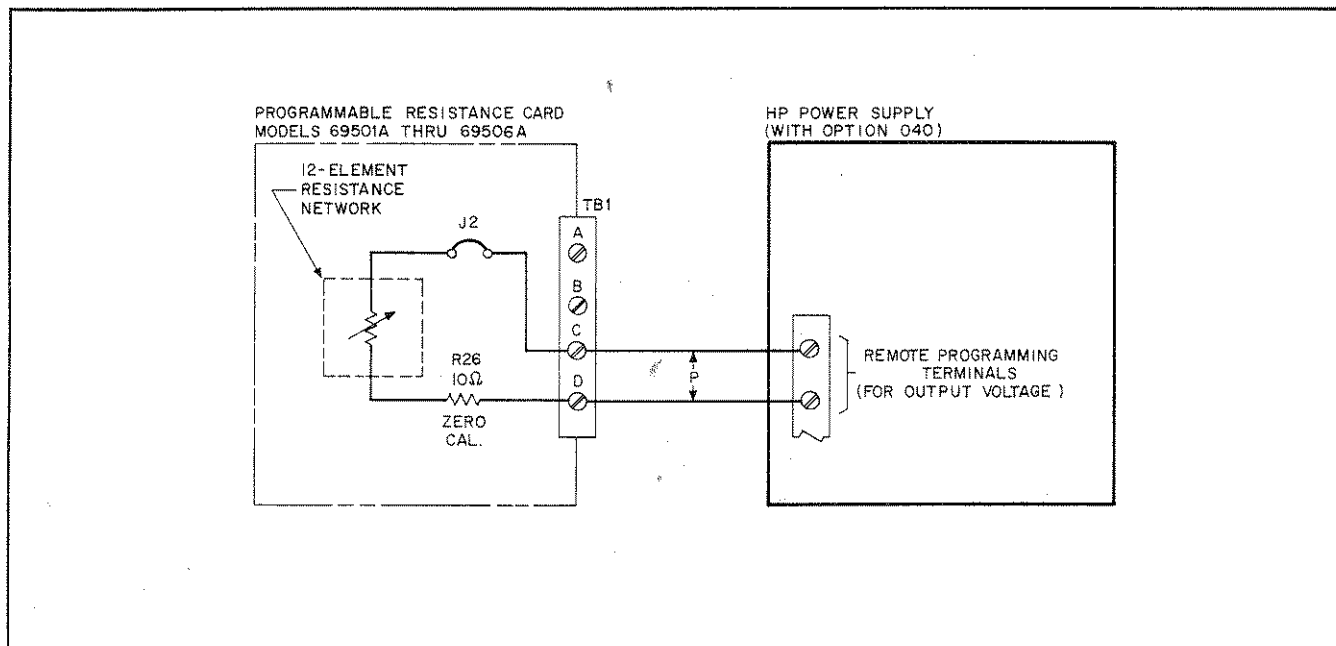 PROGRAMMABLE RESISTANCE CARD
MODELS 69501A THRU 69506A
12-ELEMENT
RESISTANCE
NETWORK
J2
TB1
A
B
C
D
R26
10Ω
ZERO
CAL.
P
HP POWER SUPPLY
(WITH OPTION 040)
REMOTE PROGRAMMING
TERMINALS
(FOR OUTPUT VOLTAGE)